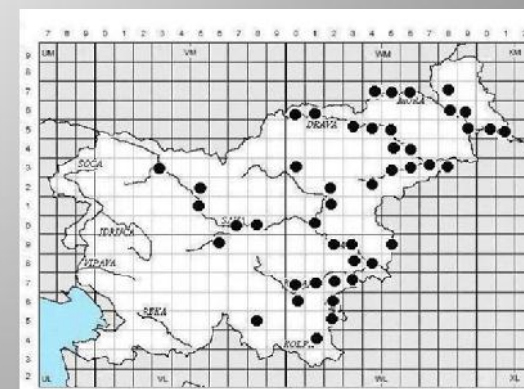 7 8 9 0 1 2 3 4 5 6 7 8 9 0 1 2 3 4 5 6 7 8 9 0 1 2
UM VM WM XM
9
8
7
6
5
4
3
2
1
0
9
8
7
6
5
4
3
2
MURA
DRAVA
SOČA
SAVA
IDRIJCA
VIPAVA
REKA
KOLPA
UL VL WL XL